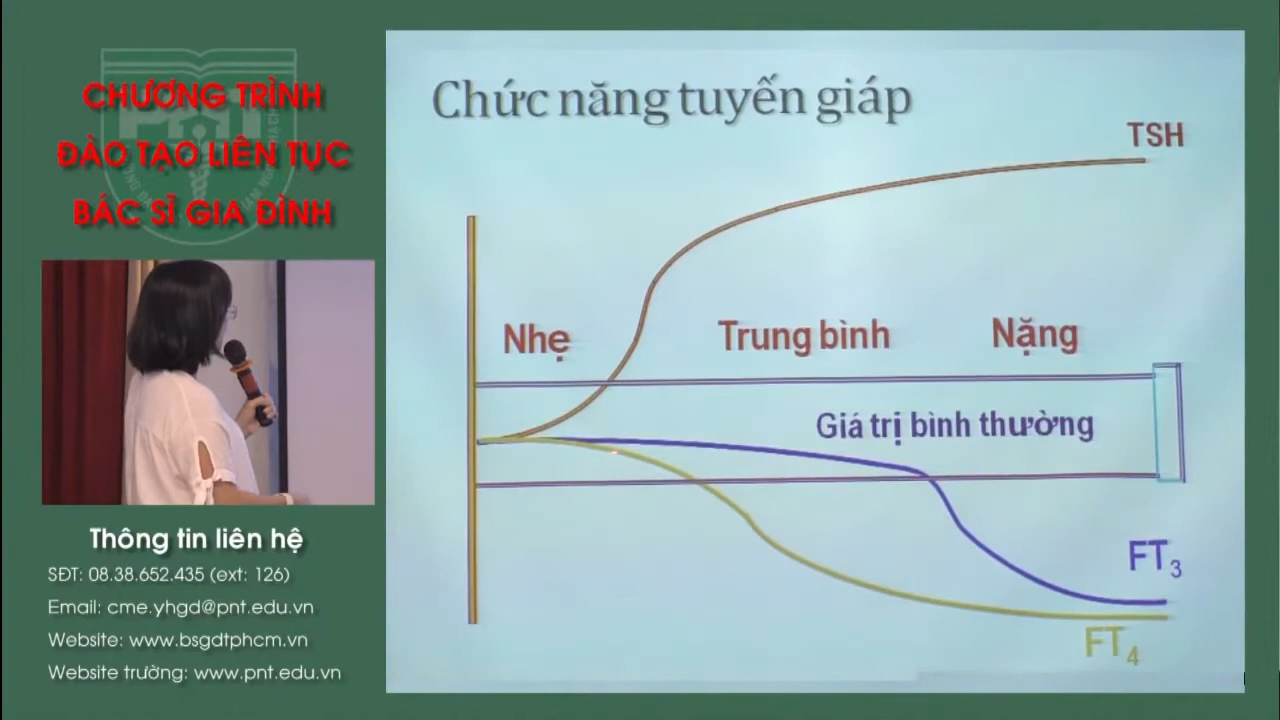 CHƯƠNG TRÌNH
ĐÀO TẠO LIÊN TỤC
BÁC SĨ GIA ĐÌNH
Thông tin liên hệ
SĐT: 08.38.652.435 (ext: 126)
Email: cme.yhgd@pnt.edu.vn
Website: www.bsgdtphcm.vn
Website trường: www.pnt.edu.vn
Chức năng tuyến giáp
TSH
Nhẹ Trung bình Nặng
Giá trị bình thường
FT3
FT4